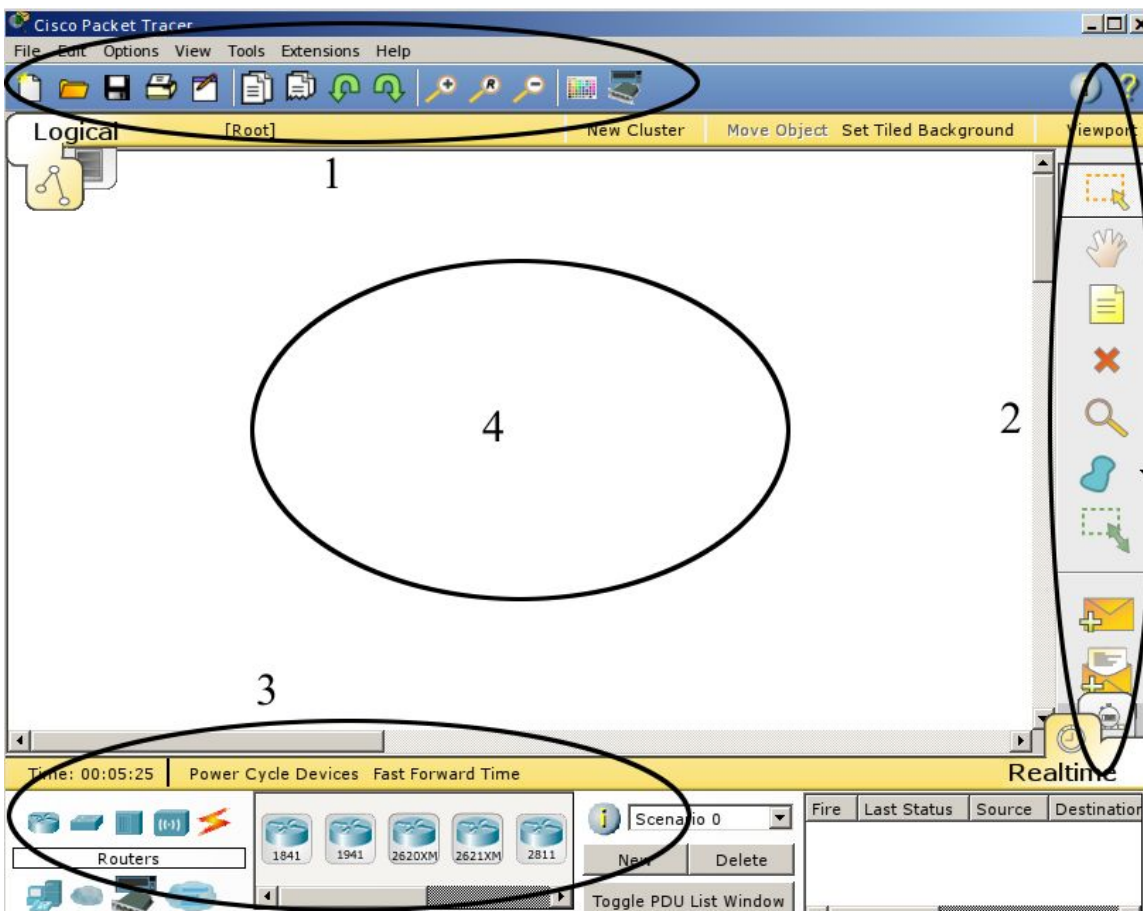 Cisco Packet Tracer
File Edit Options View Tools Extensions Help
R
i ?
Logical [Root] New Cluster Move Object Set Tiled Background Viewport
1
2
4
3
Time: 00:05:25 Power Cycle Devices Fast Forward Time Realtime
Routers
1841 1941 2620XM 2621XM 2811
i Scenario 0
New Delete
Toggle PDU List Window
Fire Last Status Source Destination